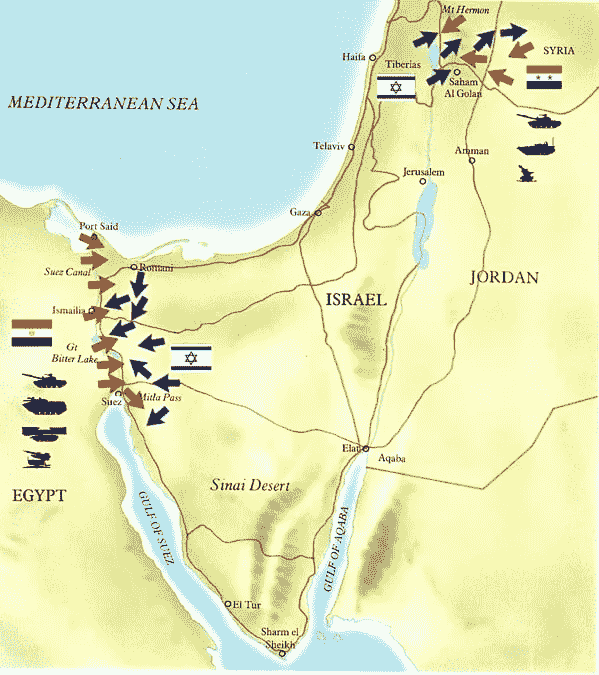 Mt Hermon
Haifa
Tiberias
SYRIA
Saham
Al Golan
MEDITERRANEAN SEA
Telaviv
Amman
Jerusalem
Gaza
Port Said
Suez Canal
Romani
ISRAEL
JORDAN
Ismailia
Gt
Bitter Lake
Suez
Mitla Pass
Elat
Aqaba
Sinai Desert
EGYPT
GULF OF SUEZ
GULF OF AQABA
El Tur
Sharm el
Sheikh